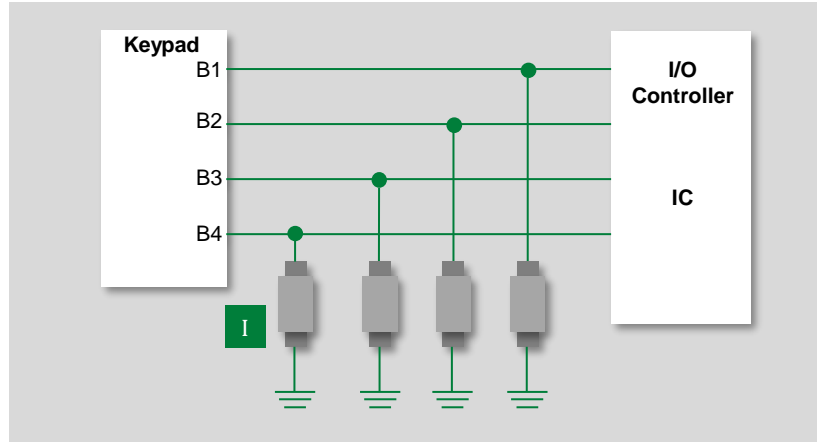 Keypad
B1
B2
B3
B4
I
I/O
Controller
IC